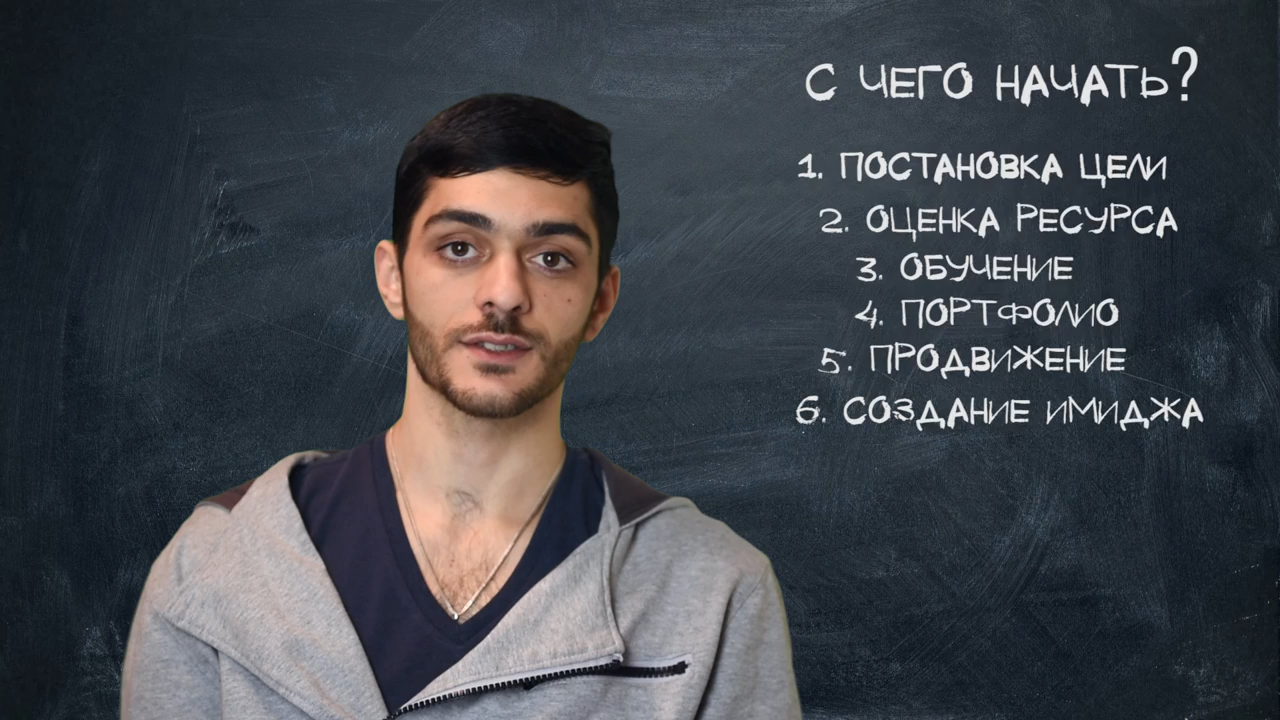 С ЧЕГО НАЧАТЬ?
1. ПОСТАНОВКА ЦЕЛИ
2. ОЦЕНКА РЕСУРСА
3. ОБУЧЕНИЕ
4. ПОРТФОЛИО
5. ПРОДВИЖЕНИЕ
6. СОЗДАНИЕ ИМИДЖА